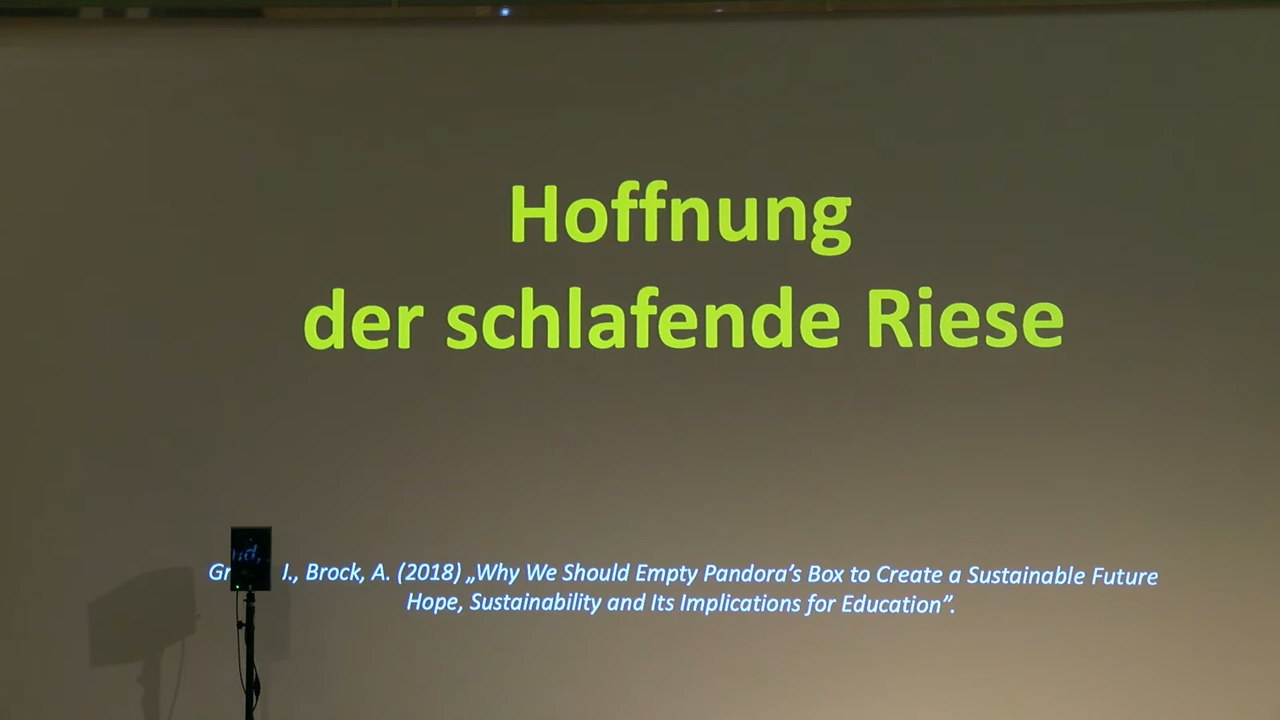 Hoffnung
der schlafende Riese
I., Brock, A. (2018) „Why We Should Empty Pandora’s Box to Create a Sustainable Future
Hope, Sustainability and Its Implications for Education”.